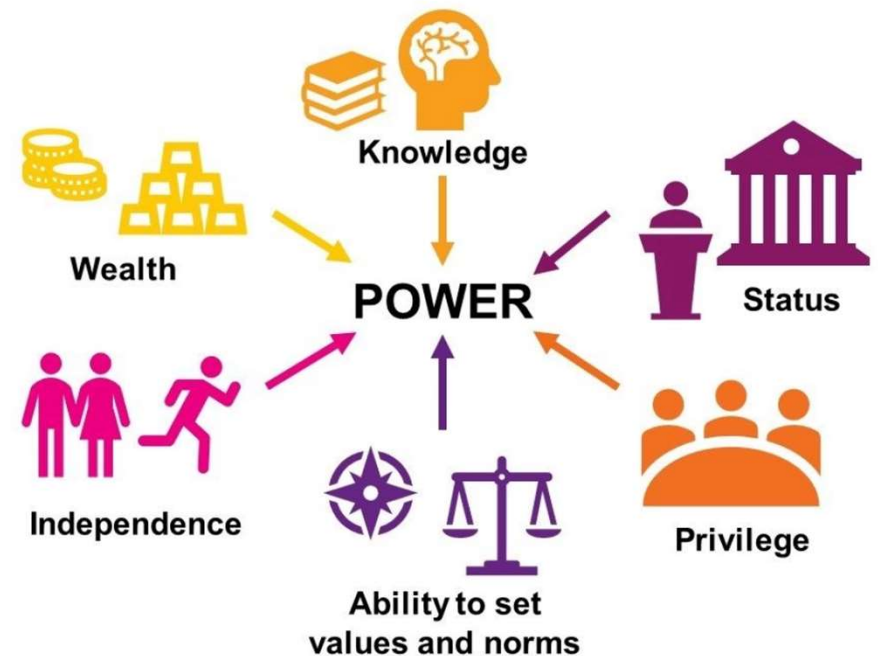 Knowledge
Wealth
POWER
Status
Independence
Privilege
Ability to set
values and norms